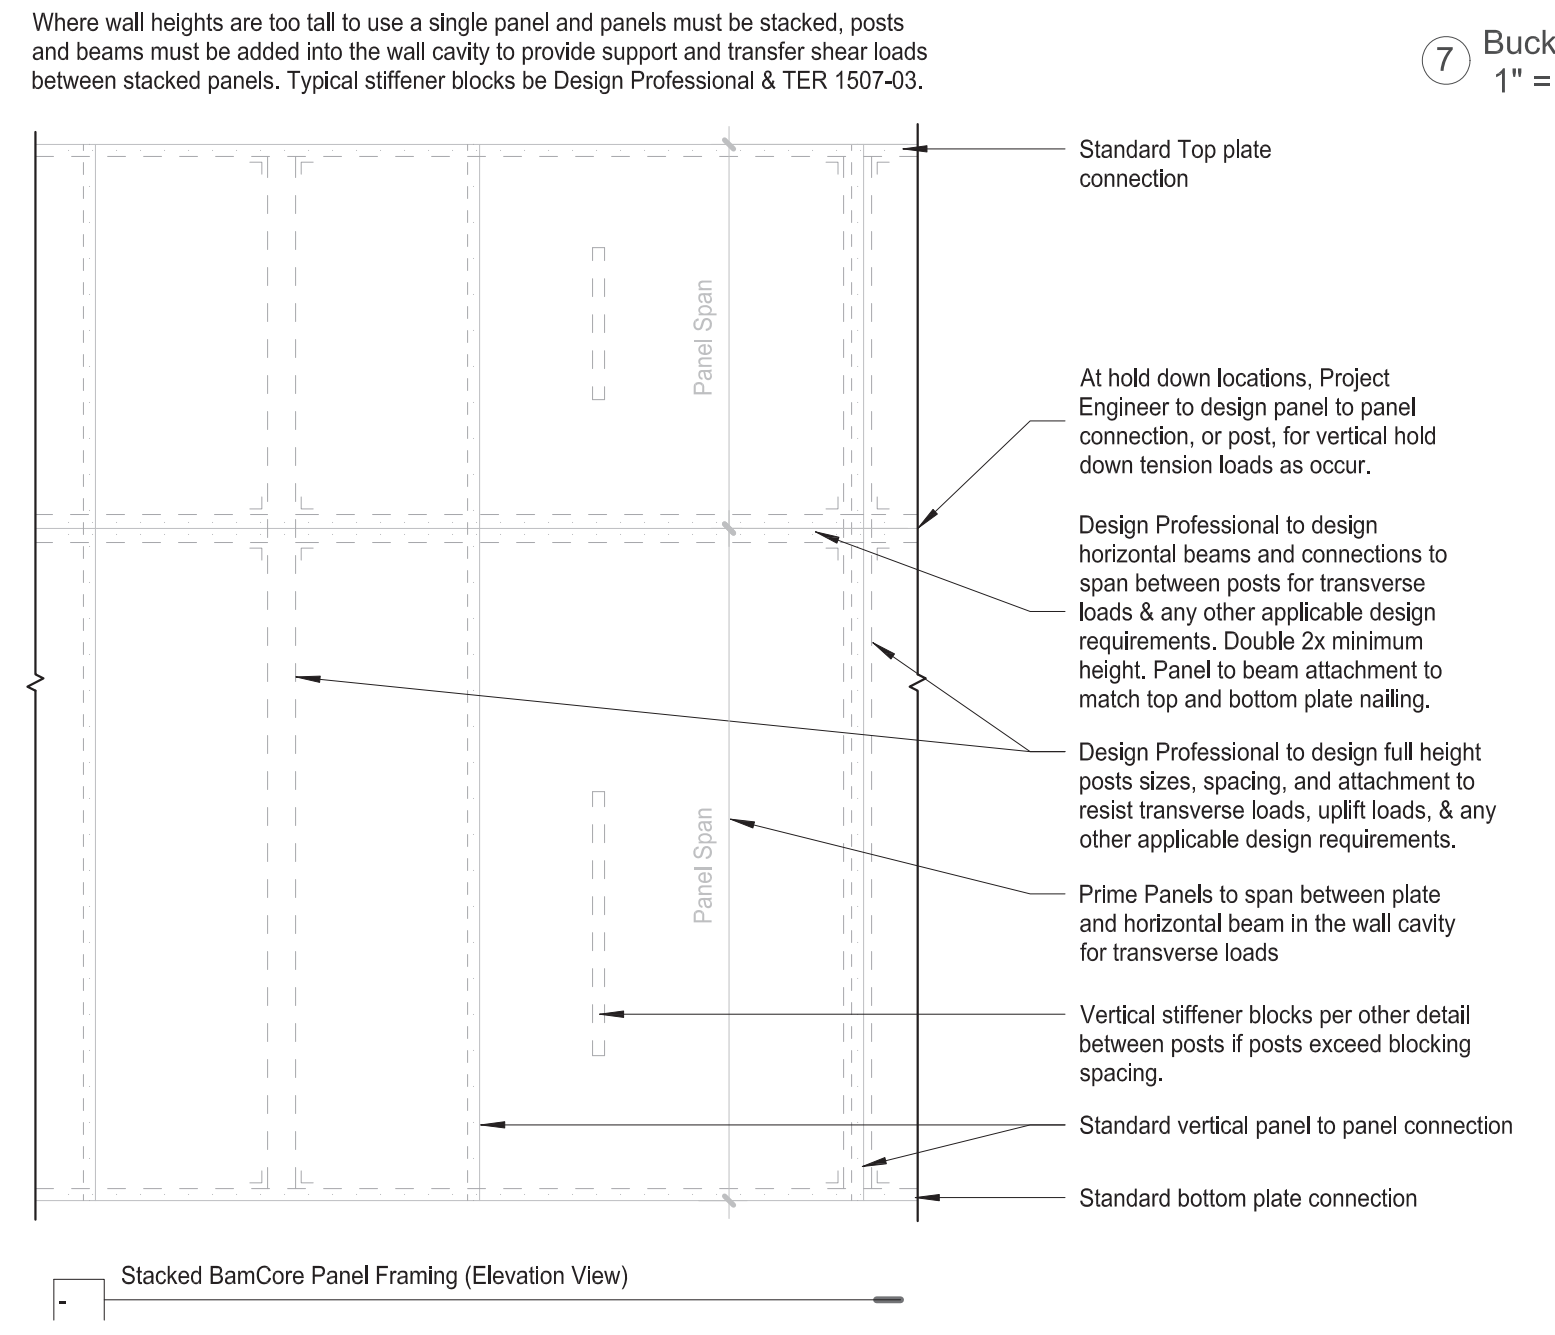 Where wall heights are too tall to use a single panel and panels must be stacked, posts
and beams must be added into the wall cavity to provide support and transfer shear loads
between stacked panels. Typical stiffener blocks be Design Professional & TER 1507-03.
7
Buck
1" =
Standard Top plate
connection
Panel Span
At hold down locations, Project
Engineer to design panel to panel
connection, or post, for vertical hold
down tension loads as occur.
Design Professional to design
horizontal beams and connections to
span between posts for transverse
loads & any other applicable design
requirements. Double 2x minimum
height. Panel to beam attachment to
match top and bottom plate nailing.
Design Professional to design full height
posts sizes, spacing, and attachment to
resist transverse loads, uplift loads, & any
other applicable design requirements.
Panel Span
Prime Panels to span between plate
and horizontal beam in the wall cavity
for transverse loads
Vertical stiffener blocks per other detail
between posts if posts exceed blocking
spacing.
Standard vertical panel to panel connection
Standard bottom plate connection
Stacked BamCore Panel Framing (Elevation View)
-